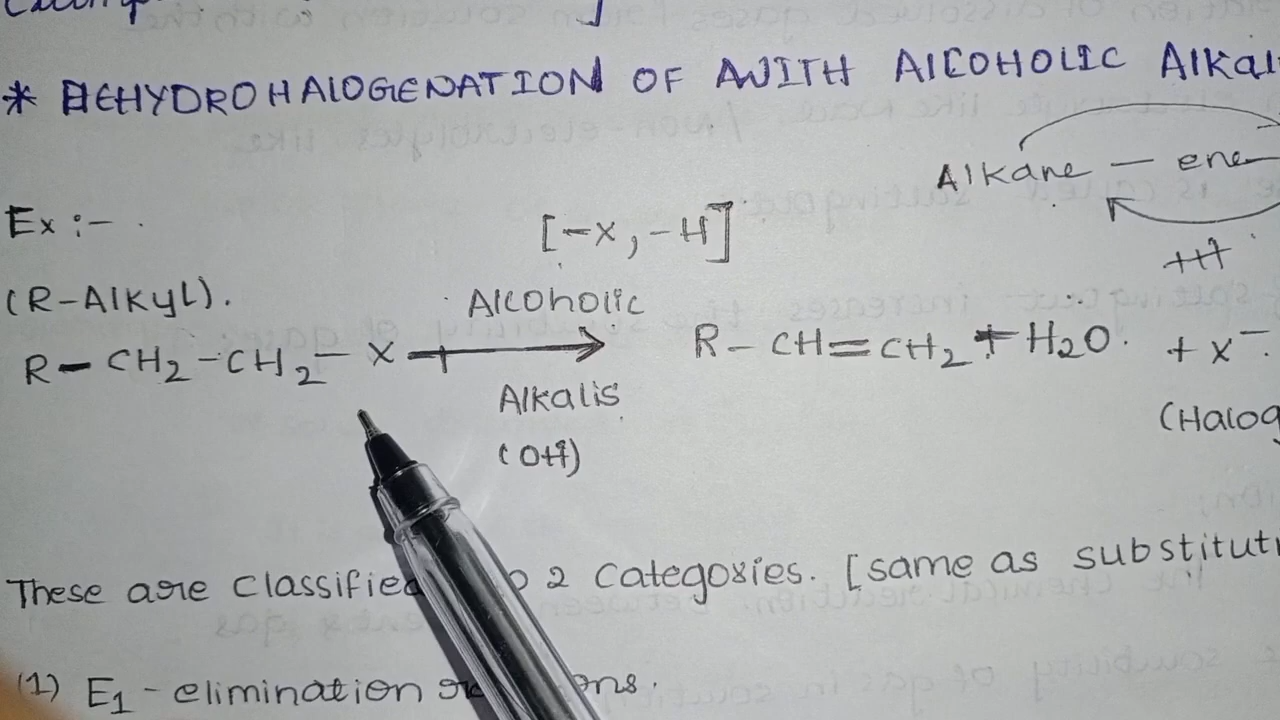 * DEHYDROHALOGENATION OF WITH AlCOHOLIC Alkal
Alkane — ene
Ex :-
[-X, -H]
++H
(R-Alkyl).
Alcoholic
R - CH2 - CH2 - X → R - CH = CH2 + H2O. + X⁻.
Alkalis
(OH)
(Halog
These are classified 2 categories. [same as substituti
(1) E1 - elimination